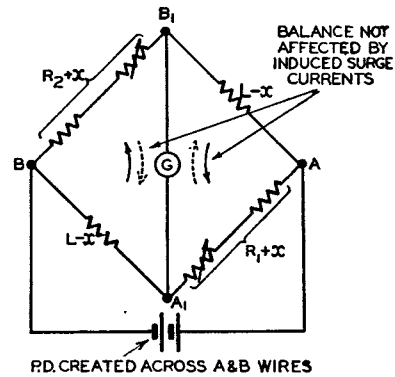 B₁
BALANCE NOT
AFFECTED BY
INDUCED SURGE
CURRENTS
R₂+x
L-x
B
G
A
L-x
R₁+x
A₁
P.D. CREATED ACROSS A&B WIRES